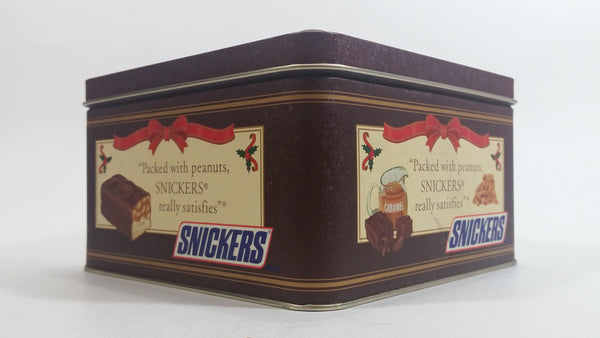 "Packed with peanuts,
SNICKERS®
really satisfies"®
SNICKERS
"Packed with peanuts,
SNICKERS®
really satisfies"®
CARAMEL
SNICKERS